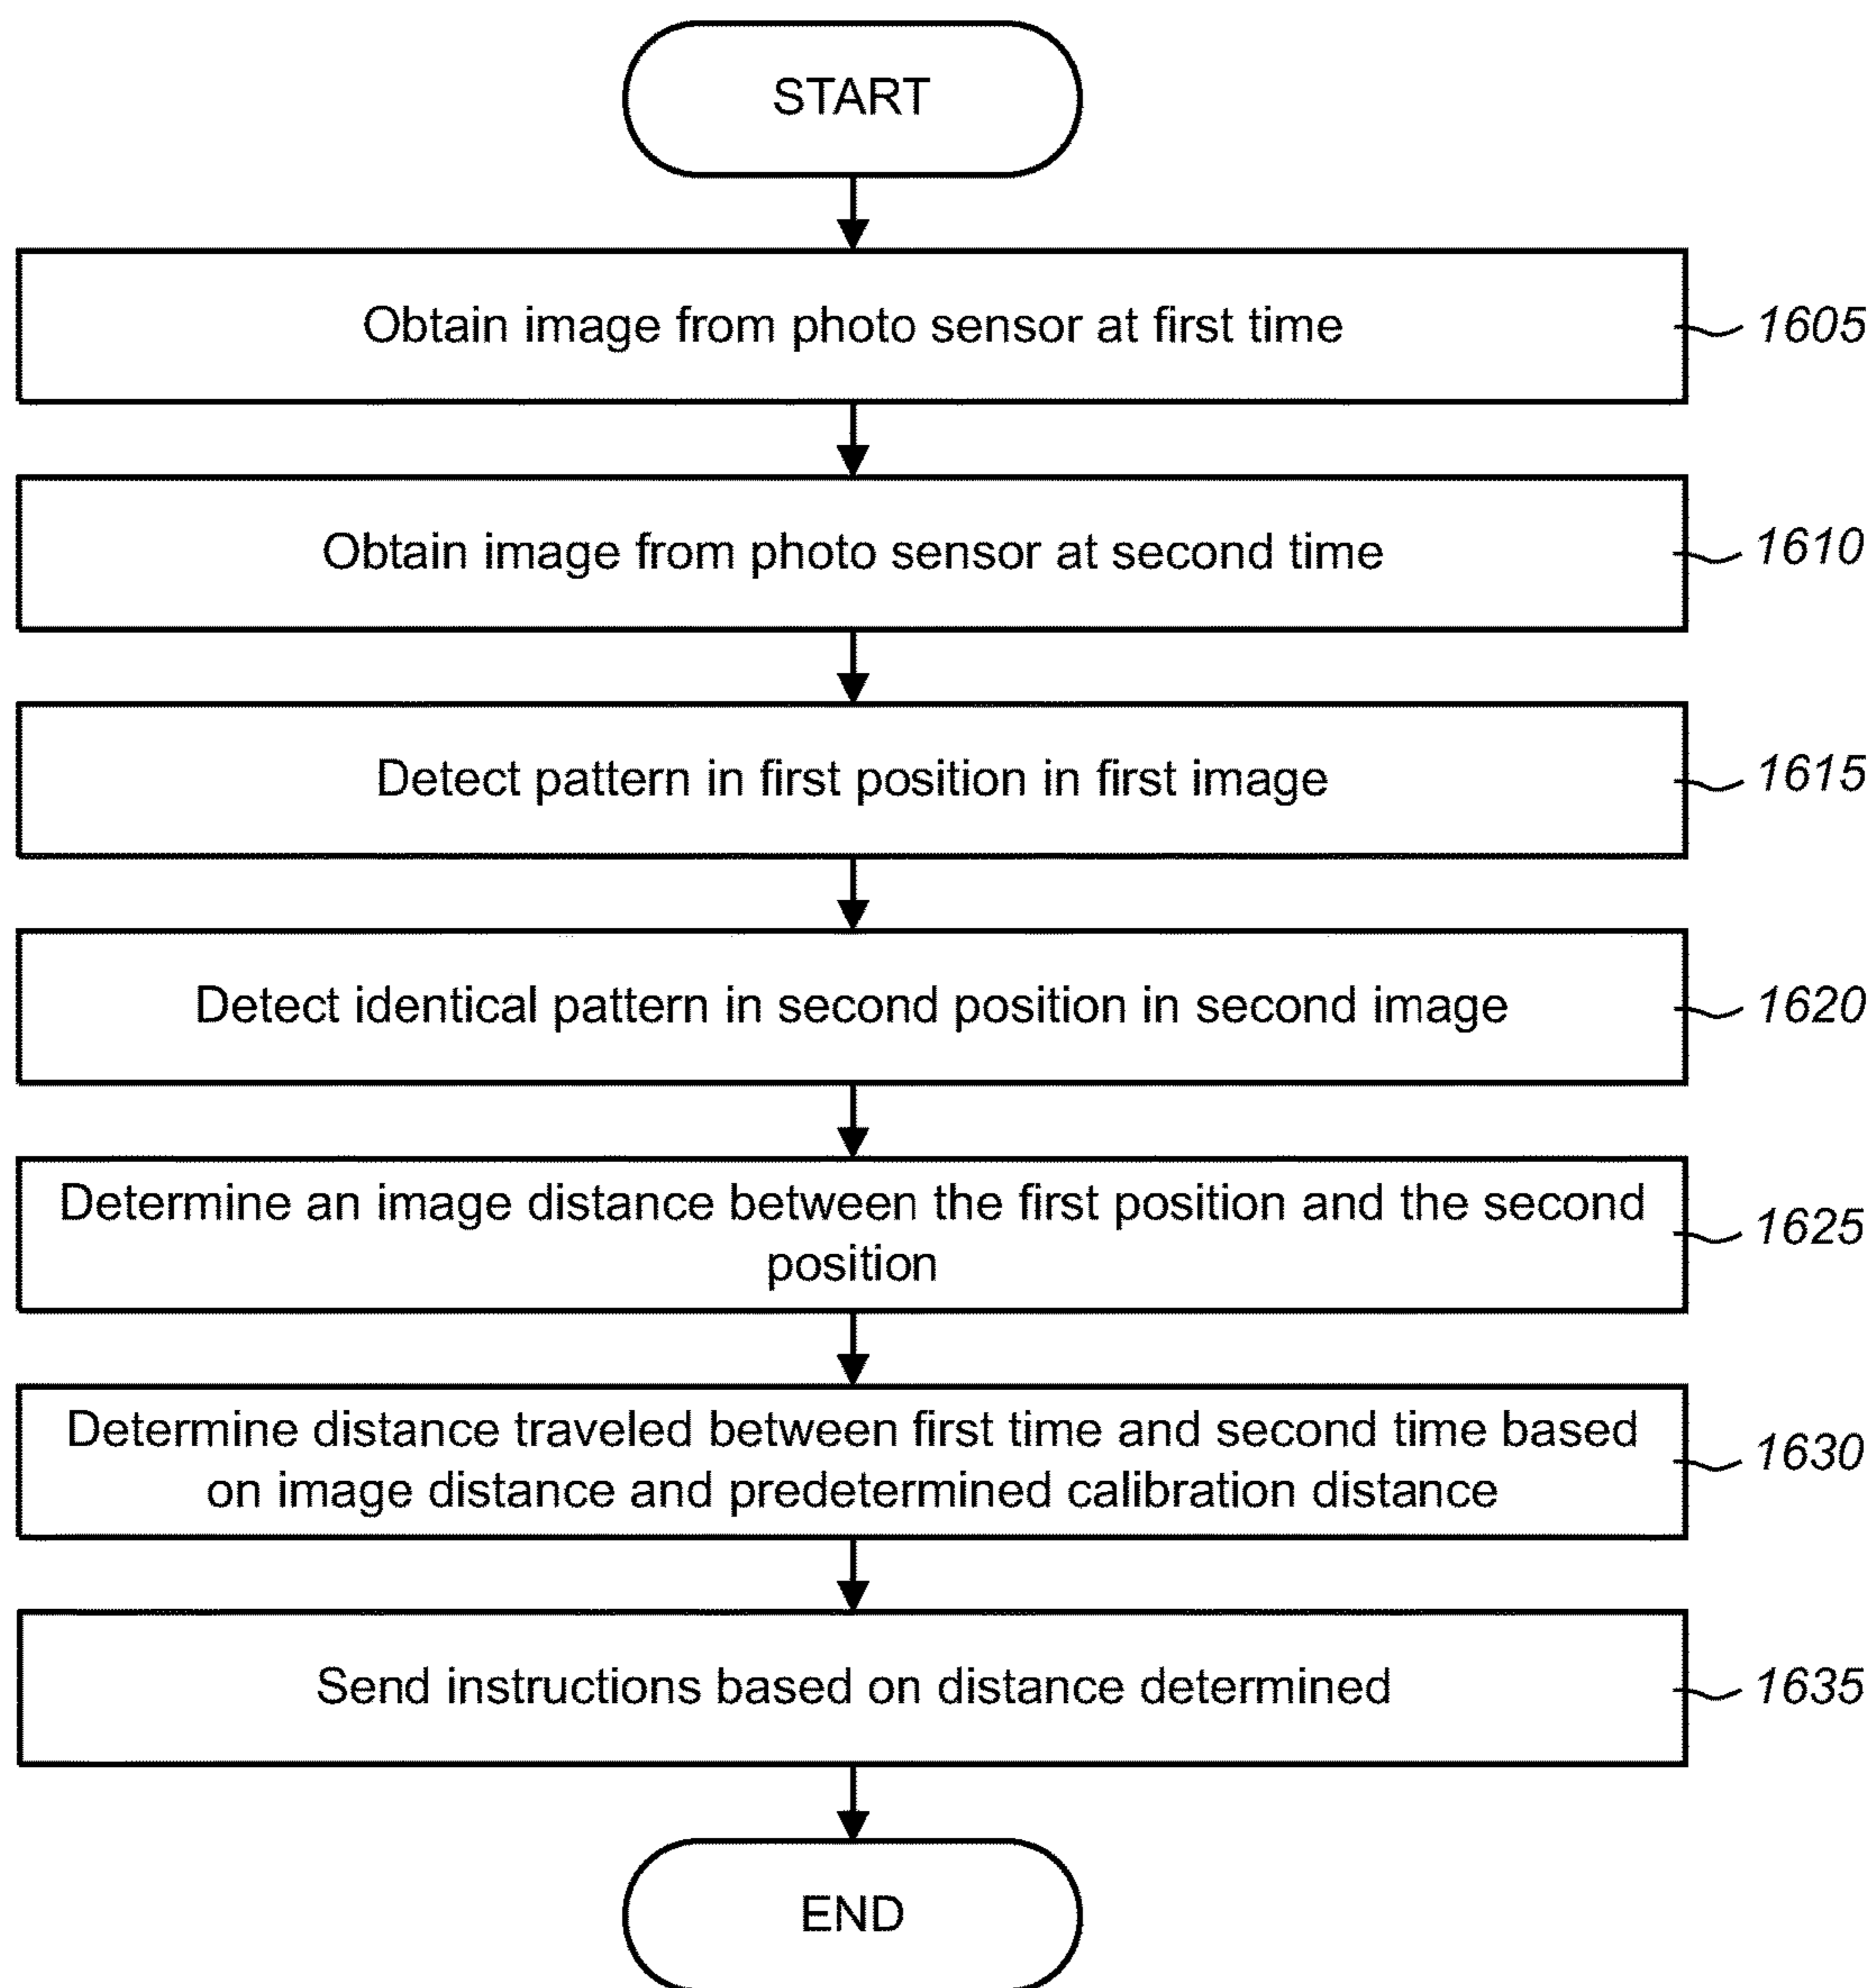 START
Obtain image from photo sensor at first time
1605
Obtain image from photo sensor at second time
1610
Detect pattern in first position in first image
1615
Detect identical pattern in second position in second image
1620
Determine an image distance between the first position and the second
position
1625
Determine distance traveled between first time and second time based
on image distance and predetermined calibration distance
1630
Send instructions based on distance determined
1635
END